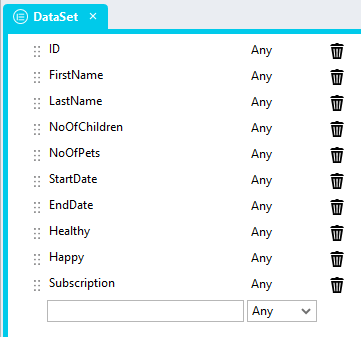 DataSet
ID Any
FirstName Any
LastName Any
NoOfChildren Any
NoOfPets Any
StartDate Any
EndDate Any
Healthy Any
Happy Any
Subscription Any
Any